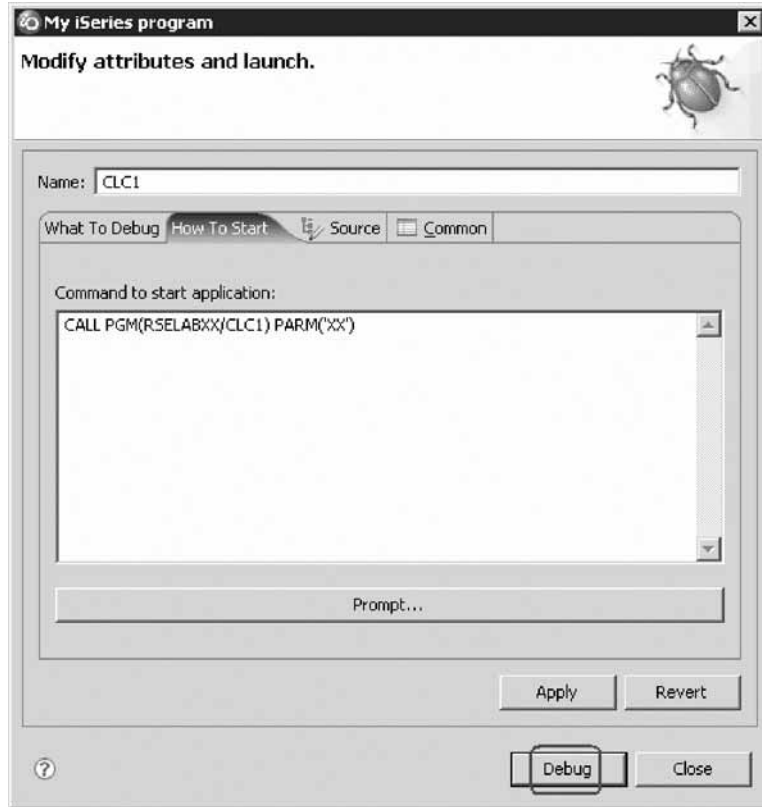 My iSeries program
Modify attributes and launch.
Name: CLC1
What To Debug How To Start Source Common
Command to start application:
CALL PGM(RSELABXX/CLC1) PARM('XX')
Prompt...
Apply Revert
Debug Close